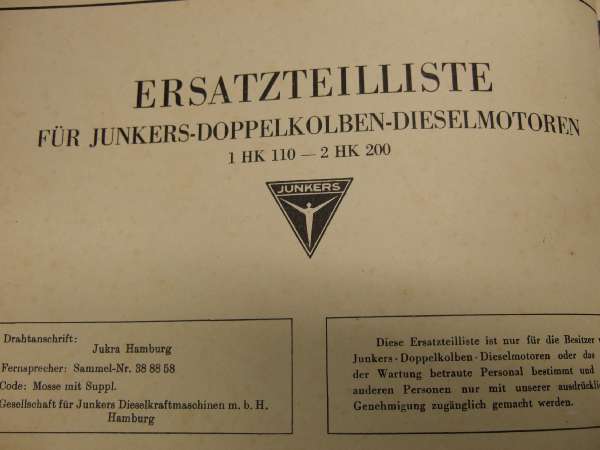 ERSATZTEILLISTE
FÜR JUNKERS-DOPPELKOLBEN-DIESELMOTOREN
1 HK 110 — 2 HK 200
JUNKERS
Drahtanschrift:
Jukra Hamburg
Fernsprecher: Sammel-Nr. 38 88 58
Code: Mosse mit Suppl.
Gesellschaft für Junkers Dieselkraftmaschinen m. b. H.
Hamburg
Diese Ersatzteilliste ist nur für die Besitzer
Junkers-Doppelkolben-Dieselmotoren oder das
der Wartung betraute Personal bestimmt und
anderen Personen nur mit unserer
Genehmigung zugänglich gemacht werden.